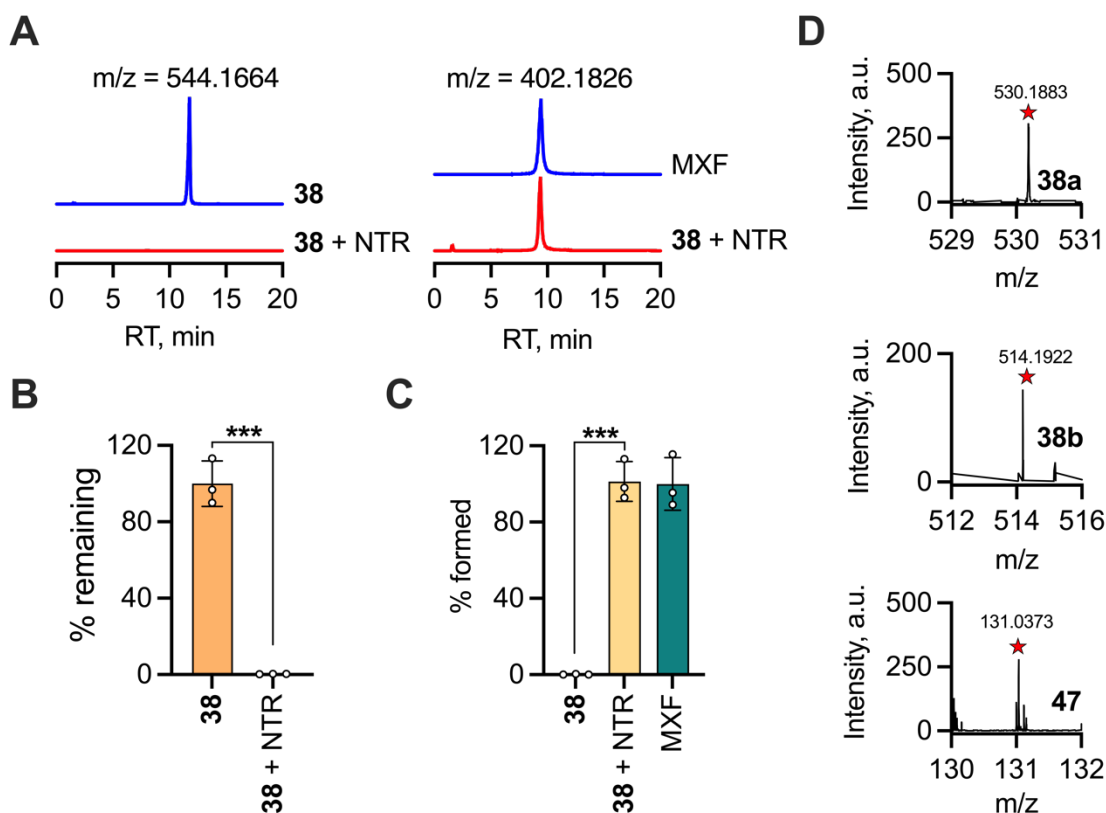 A
m/z = 544.1664
38
38 + NTR
0 5 10 15 20
RT, min
m/z = 402.1826
MXF
38 + NTR
0 5 10 15 20
RT, min
B
% remaining
120
80
40
0
***
38
38 + NTR
C
% formed
120
80
40
0
***
38
38 + NTR
MXF
D
Intensity, a.u.
500
250
0
530.1883
38a
529 530 531
m/z
Intensity, a.u.
200
0
514.1922
38b
512 514 516
m/z
Intensity, a.u.
500
250
0
131.0373
47
130 131 132
m/z